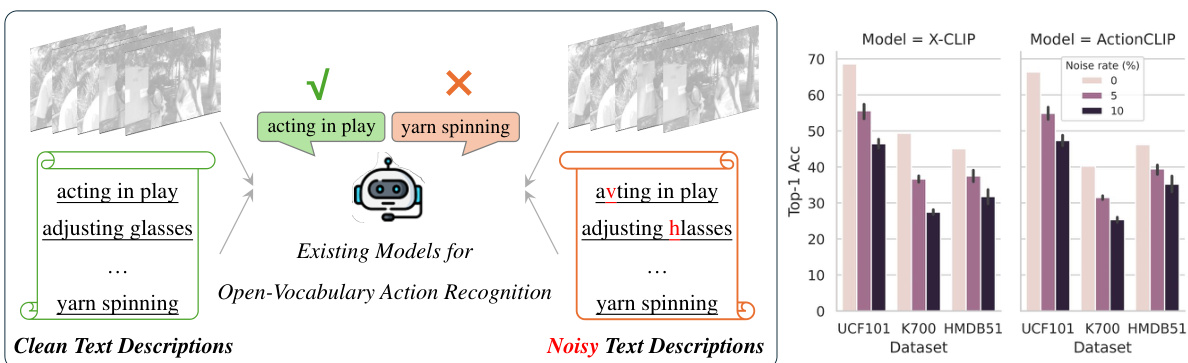 √ ✕
acting in play yarn spinning
acting in play
adjusting glasses
...
yarn spinning
Clean Text Descriptions
Existing Models for
Open-Vocabulary Action Recognition
avting in play
adjusting hlasses
...
yarn spinning
Noisy Text Descriptions
Model = X-CLIP
Model = ActionCLIP
Noise rate (%)
0
5
10
Top-1 Acc
70
60
50
40
30
20
10
0
UCF101 K700 HMDB51
Dataset
UCF101 K700 HMDB51
Dataset